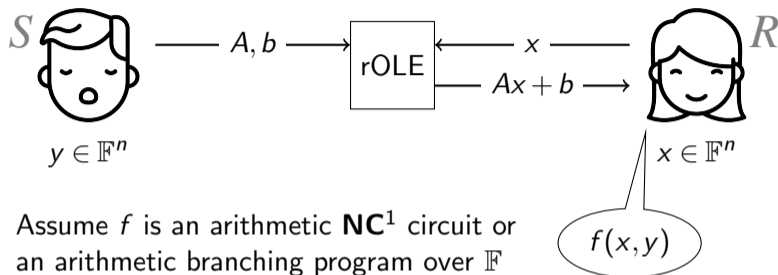 S A, b rOLE x R
Ax + b
y ∈ 𝔽ⁿ x ∈ 𝔽ⁿ
Assume f is an arithmetic NC¹ circuit or
an arithmetic branching program over 𝔽
f(x, y)